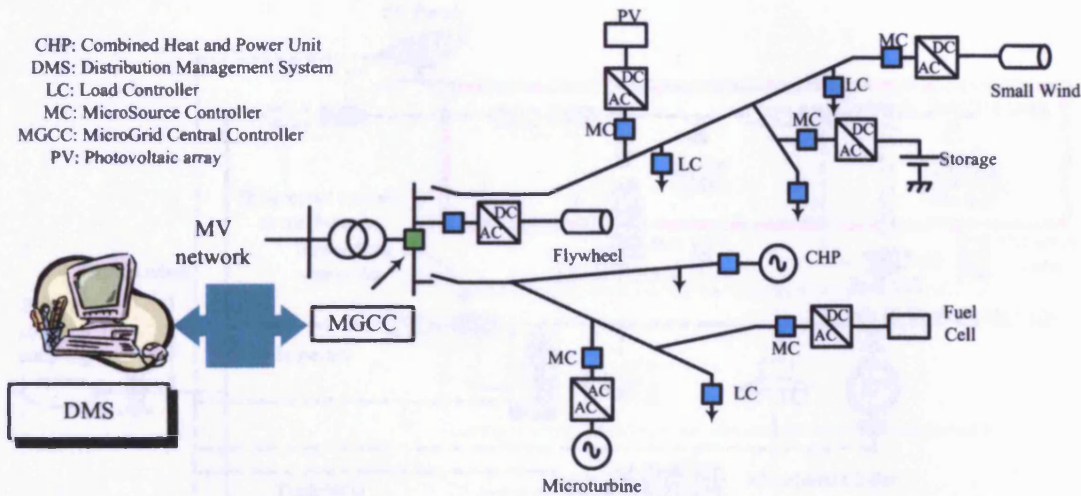 CHP: Combined Heat and Power Unit
DMS: Distribution Management System
LC: Load Controller
MC: MicroSource Controller
MGCC: MicroGrid Central Controller
PV: Photovoltaic array
PV
DC
AC
MC
LC
MC
DC
AC
Small Wind
LC
MC
DC
AC
Storage
MV
network
DC
AC
Flywheel
CHP
MGCC
DMS
MC
AC
AC
Microturbine
LC
MC
DC
AC
Fuel
Cell